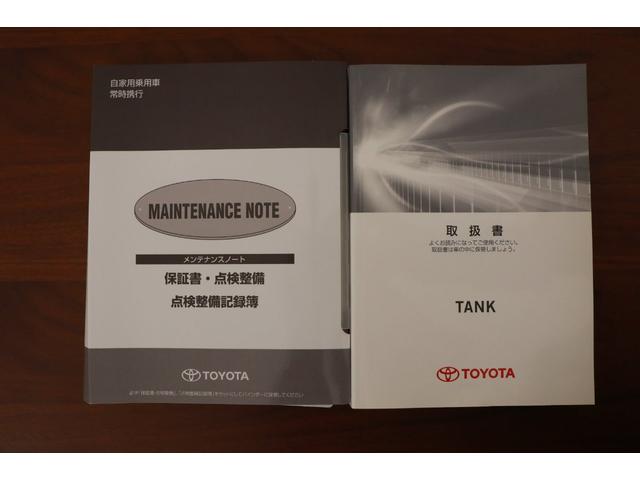 自家用乗用車
常時携行
MAINTENANCE NOTE
メンテナンスノート
保証書・点検整備
点検整備記録簿
TOYOTA
取扱書
よくお読みになってご使用ください。
取扱書は車の中に保管しましょう。
TANK
TOYOTA